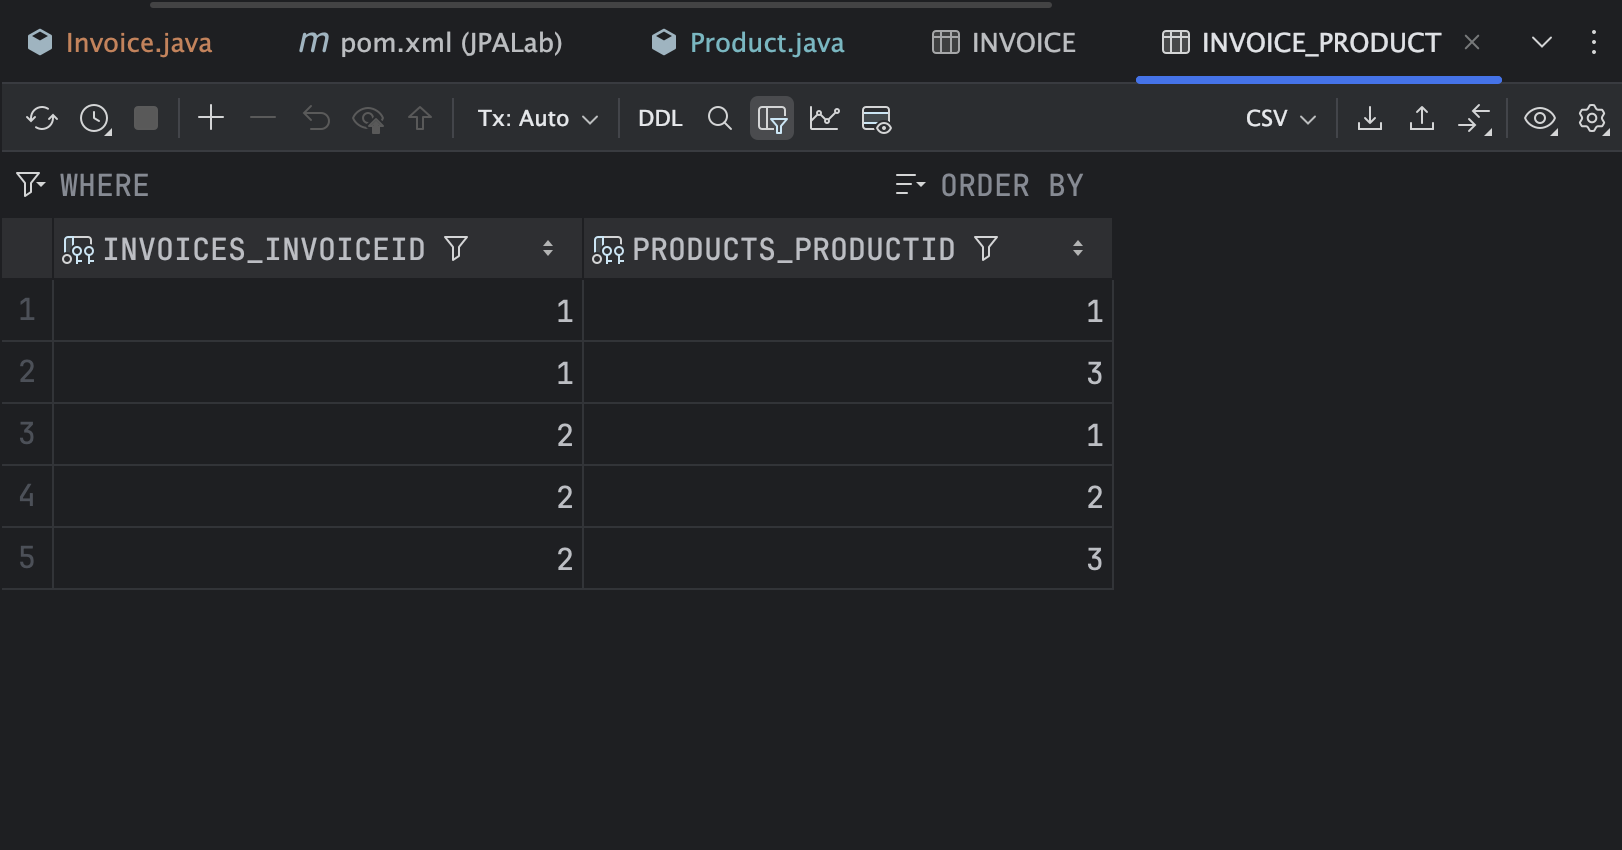 Invoice.java m pom.xml (JPALab) Product.java INVOICE INVOICE_PRODUCT
Tx: Auto DDL CSV
WHERE ORDER BY
INVOICES_INVOICEID PRODUCTS_PRODUCTID
1 1 1
2 1 3
3 2 1
4 2 2
5 2 3